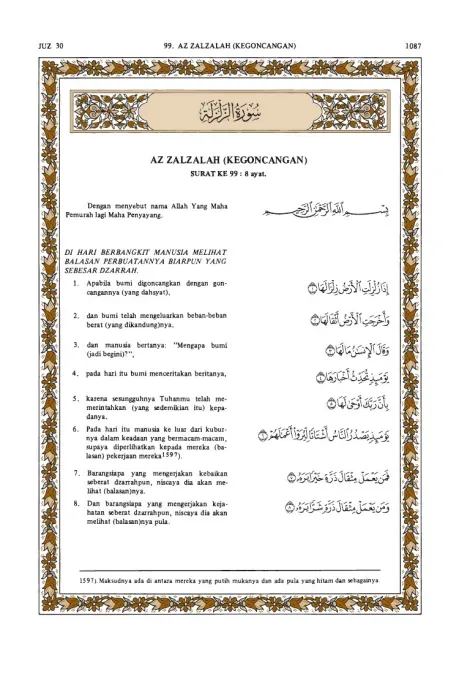 JUZ 30 99. AZ ZALZALAH (KEGONCANGAN) 1087
سُورَةُ الزَّلْزَلَةِ
AZ ZALZALAH (KEGONCANGAN)
SURAT KE 99 : 8 ayat.
Dengan menyebut nama Allah Yang Maha
Pemurah lagi Maha Penyayang.
بِسْمِ اللَّهِ الرَّحْمَٰنِ الرَّحِيمِ
DI HARI BERBANGKIT MANUSIA MELIHAT
BALASAN PERBUATANNYA BIARPUN YANG
SEBESAR DZARRAH.
1. Apabila bumi digoncangkan dengan gon-
cangannya (yang dahsyat),
إِذَا زُلْزِلَتِ الْأَرْضُ زِلْزَالَهَا ①
2. dan bumi telah mengeluarkan beban-beban
berat (yang dikandung)nya,
وَأَخْرَجَتِ الْأَرْضُ أَثْقَالَهَا ②
3. dan manusia bertanya: "Mengapa bumi
(jadi begini)?",
وَقَالَ الْإِنسَانُ مَا لَهَا ③
4. pada hari itu bumi menceritakan beritanya,
يَوْمَئِذٍ تُحَدِّثُ أَخْبَارَهَا ④
5. karena sesungguhnya Tuhanmu telah me-
merintahkan (yang sedemikian itu) kepa-
danya,
بِأَنَّ رَبَّكَ أَوْحَىٰ لَهَا ⑤
6. Pada hari itu manusia ke luar dari kubur-
nya dalam keadaan yang bermacam-macam,
supaya diperlihatkan kepada mereka (ba-
lasan) pekerjaan mereka1597).
يَوْمَئِذٍ يَصْدُرُ النَّاسُ أَشْتَاتًا لِّيُرَوْا أَعْمَالَهُمْ ⑥
7. Barangsiapa yang mengerjakan kebaikan
seberat dzarrahpun, niscaya dia akan me-
lihat (balasan)nya.
فَمَن يَعْمَلْ مِثْقَالَ ذَرَّةٍ خَيْرًا يَرَهُ ⑦
8. Dan barangsiapa yang mengerjakan keja-
hatan seberat dzarrahpun, niscaya dia akan
melihat (balasan)nya pula.
وَمَن يَعْمَلْ مِثْقَالَ ذَرَّةٍ شَرًّا يَرَهُ ⑧
1597). Maksudnya ada di antara mereka yang putih mukanya dan ada pula yang hitam dan sebagainya.